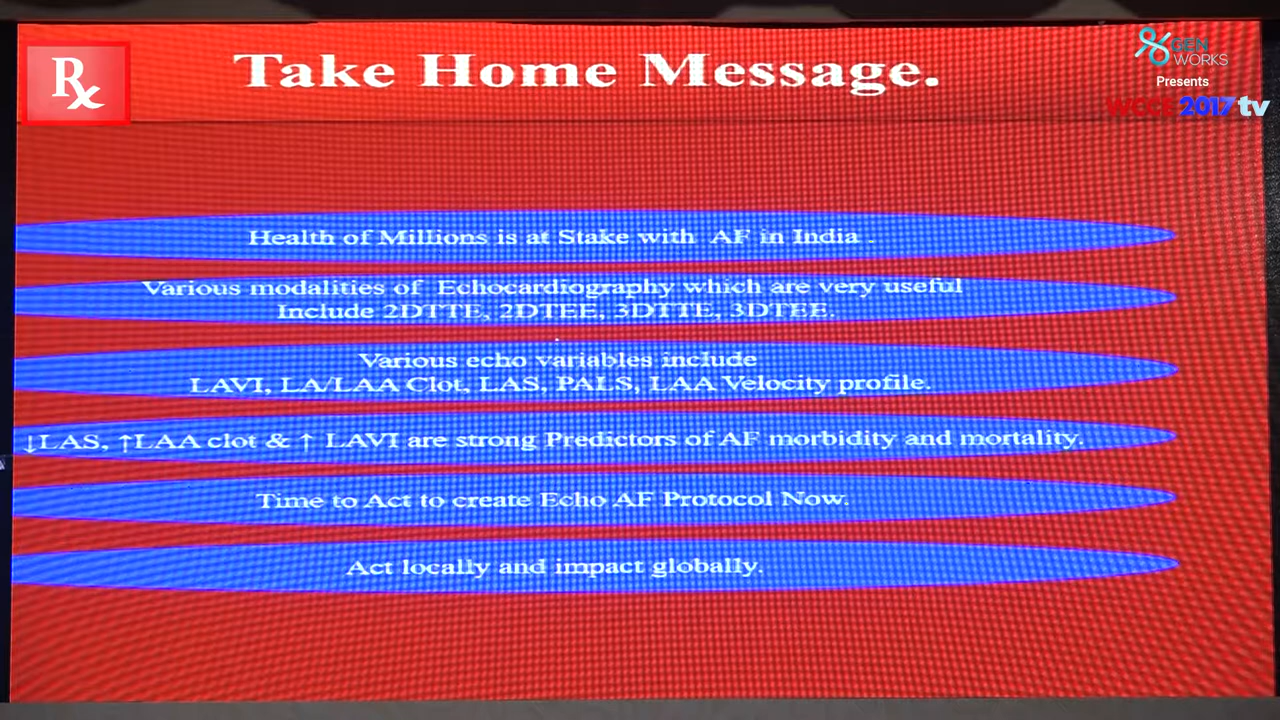 Rx
Take Home Message.
GEN
WORKS
Presents
WCCE 2017 tv
Health of Millions is at Stake with AF in India .
Various modalities of Echocardiography which are very useful
Include 2DTTE, 2DTEE, 3DTTE, 3DTEE.
Various echo variables include
LAVI, LA/LAA Clot, LAS, PALS, LAA Velocity profile.
↓LAS, ↑LAA clot & ↑ LAVI are strong Predictors of AF morbidity and mortality.
Time to Act to create Echo AF Protocol Now.
Act locally and impact globally.